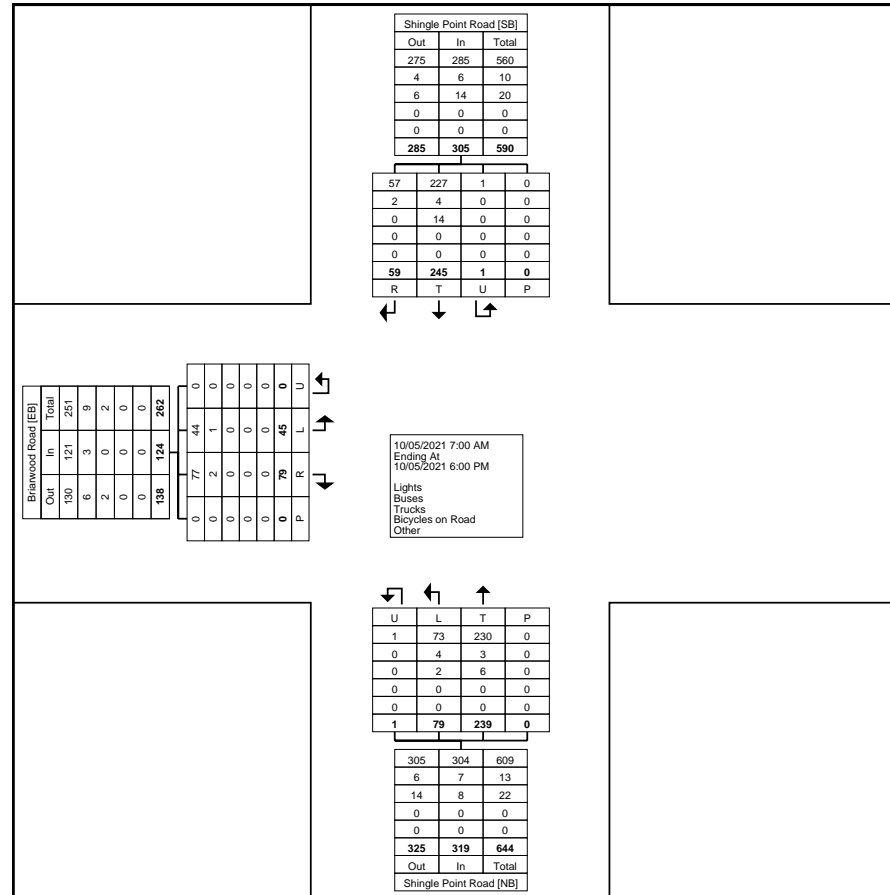 Shingle Point Road [SB]
Out In Total
275 285 560
4 6 10
6 14 20
0 0 0
0 0 0
285 305 590
57 227 1 0
2 4 0 0
0 14 0 0
0 0 0 0
0 0 0 0
59 245 1 0
R T U P
Briarwood Road [EB]
Out In Total
130 121 251
6 3 9
2 0 2
0 0 0
0 0 0
138 124 262
0 77 44 0
0 2 1 0
0 0 0 0
0 0 0 0
0 0 0 0
0 79 45 0
P R L U
10/05/2021 7:00 AM
Ending At
10/05/2021 6:00 PM
Lights
Buses
Trucks
Bicycles on Road
Other
U L T P
1 73 230 0
0 4 3 0
0 2 6 0
0 0 0 0
0 0 0 0
1 79 239 0
305 304 609
6 7 13
14 8 22
0 0 0
0 0 0
325 319 644
Out In Total
Shingle Point Road [NB]